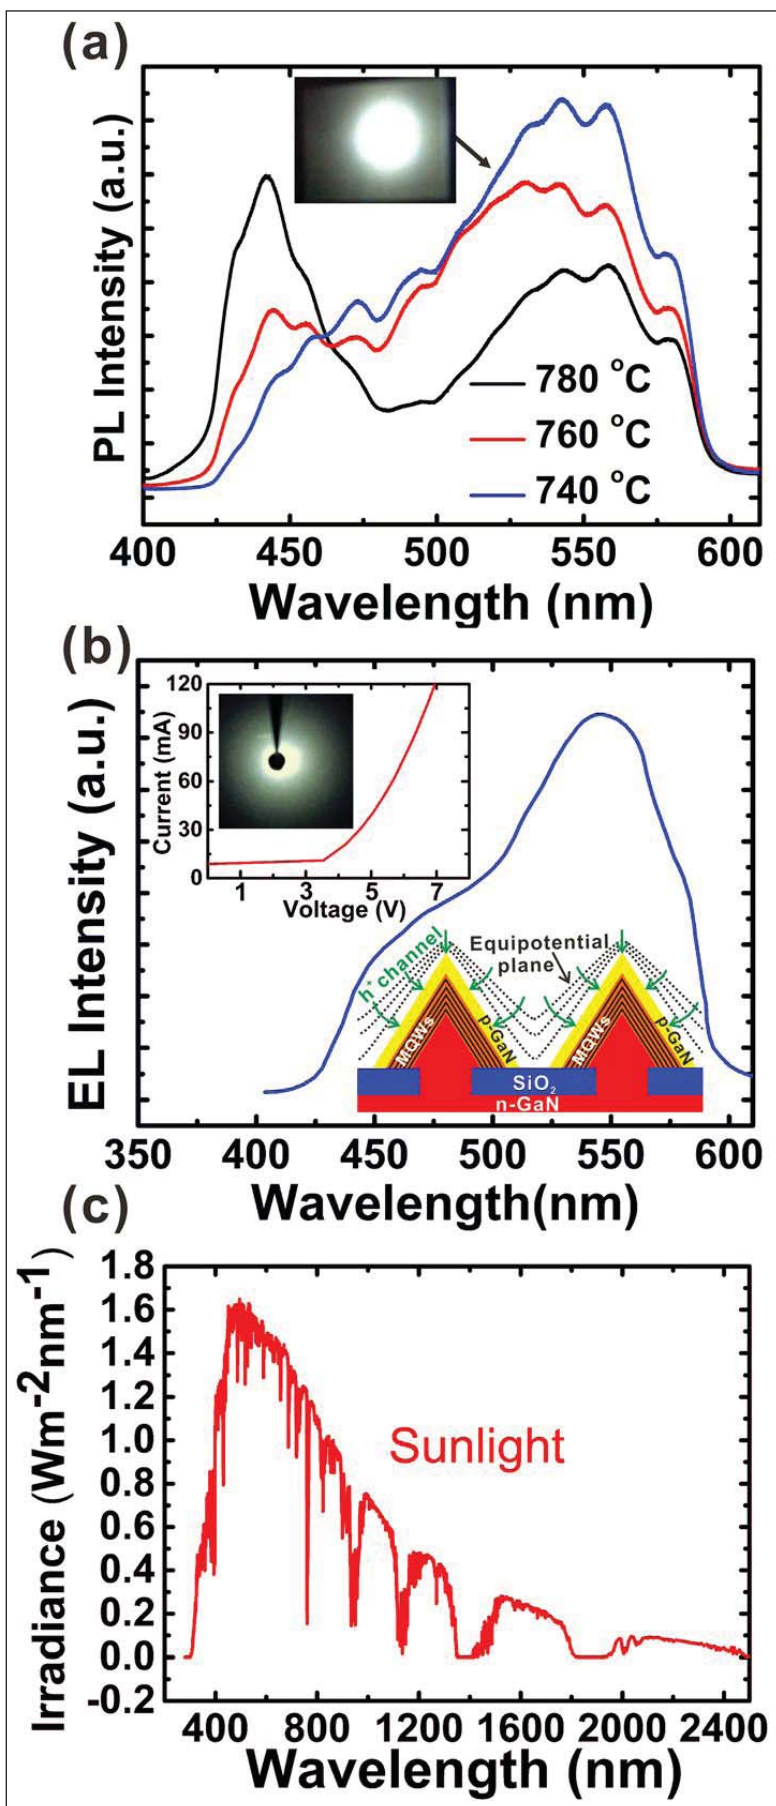 (a)
PL Intensity (a.u.)
780 °C
760 °C
740 °C
400 450 500 550 600
Wavelength (nm)
(b)
EL Intensity (a.u.)
Current (mA)
120
90
60
30
0
1 3 5 7
Voltage (V)
h⁺ channel
Equipotential
plane
MQWs
p-GaN
MQWs
p-GaN
SiO₂
n-GaN
350 400 450 500 550 600
Wavelength(nm)
(c)
Irradiance (Wm⁻²nm⁻¹)
1.8
1.6
1.4
1.2
1.0
0.8
0.6
0.4
0.2
0.0
-0.2
Sunlight
400 800 1200 1600 2000 2400
Wavelength (nm)